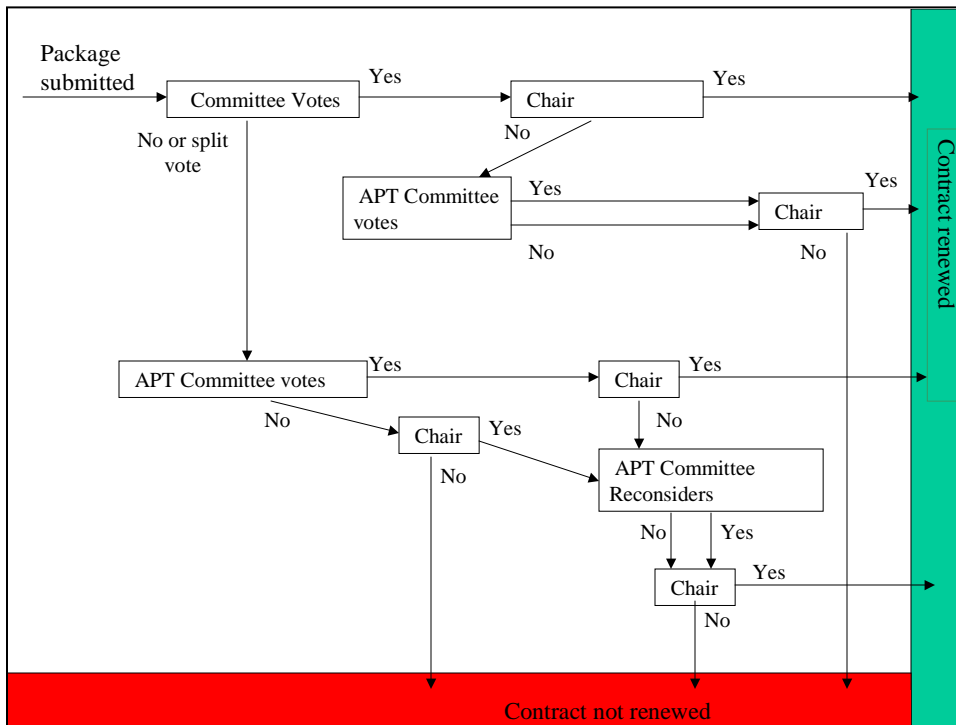 Package
submitted
Yes
Yes
Committee Votes
Chair
No or split
vote
No
APT Committee
votes
Yes
No
Chair
Yes
No
Contract renewed
APT Committee votes
Yes
Chair
Yes
No
No
Chair
Yes
No
APT Committee
Reconsiders
No
Yes
Chair
Yes
No
Contract not renewed